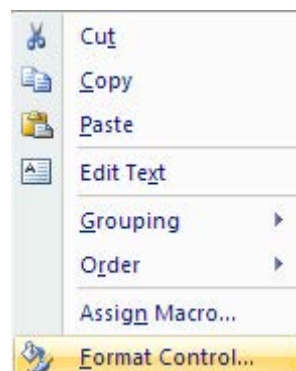 Cut
Copy
Paste
Edit Text
Grouping
Order
Assign Macro...
Format Control...